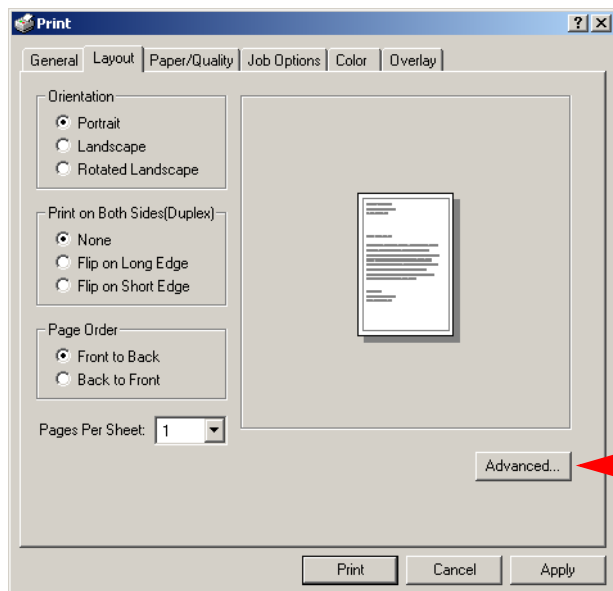 Print
General Layout Paper/Quality Job Options Color Overlay
Orientation
Portrait
Landscape
Rotated Landscape
Print on Both Sides(Duplex)
None
Flip on Long Edge
Flip on Short Edge
Page Order
Front to Back
Back to Front
Pages Per Sheet: 1
Advanced...
Print Cancel Apply